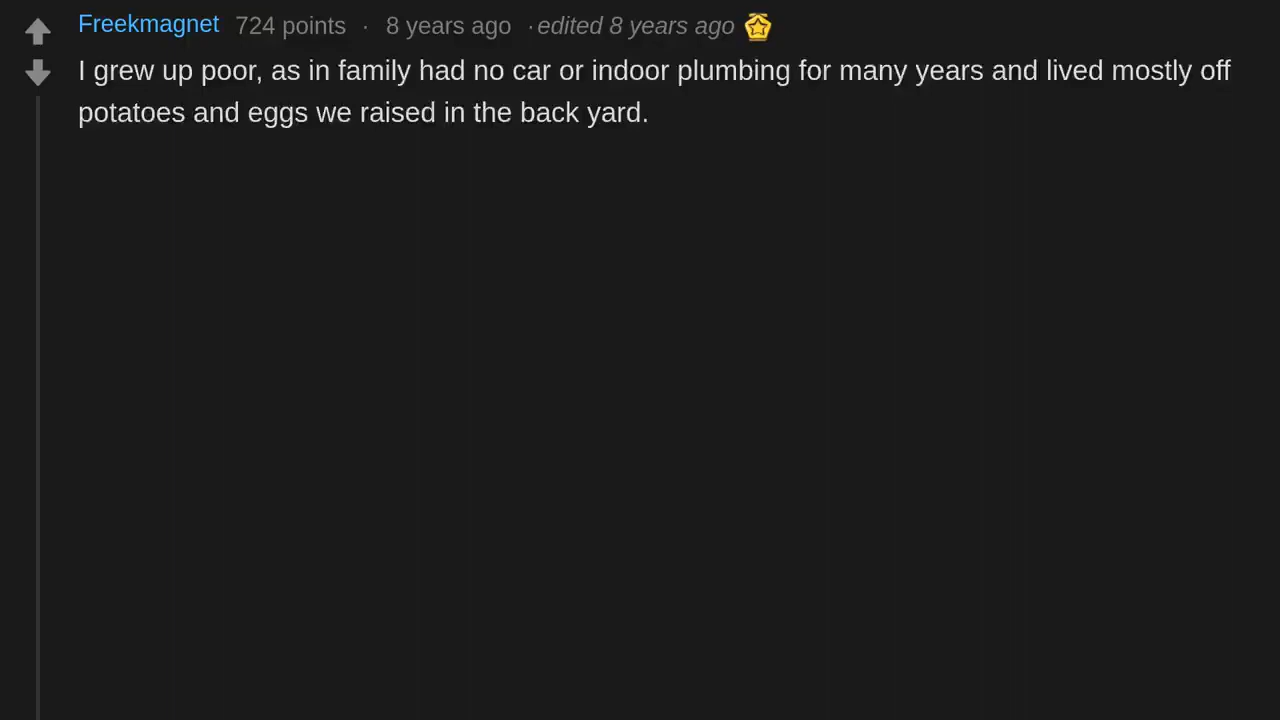 Freekmagnet 724 points · 8 years ago · edited 8 years ago
I grew up poor, as in family had no car or indoor plumbing for many years and lived mostly off
potatoes and eggs we raised in the back yard.